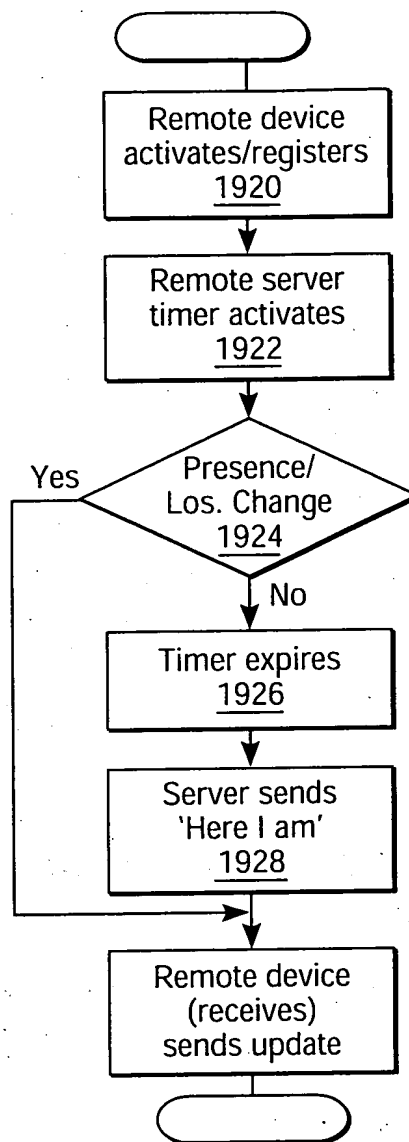 Remote device
activates/registers
1920
Remote server
timer activates
1922
Yes
Presence/
Los. Change
1924
No
Timer expires
1926
Server sends
'Here I am'
1928
Remote device
(receives)
sends update